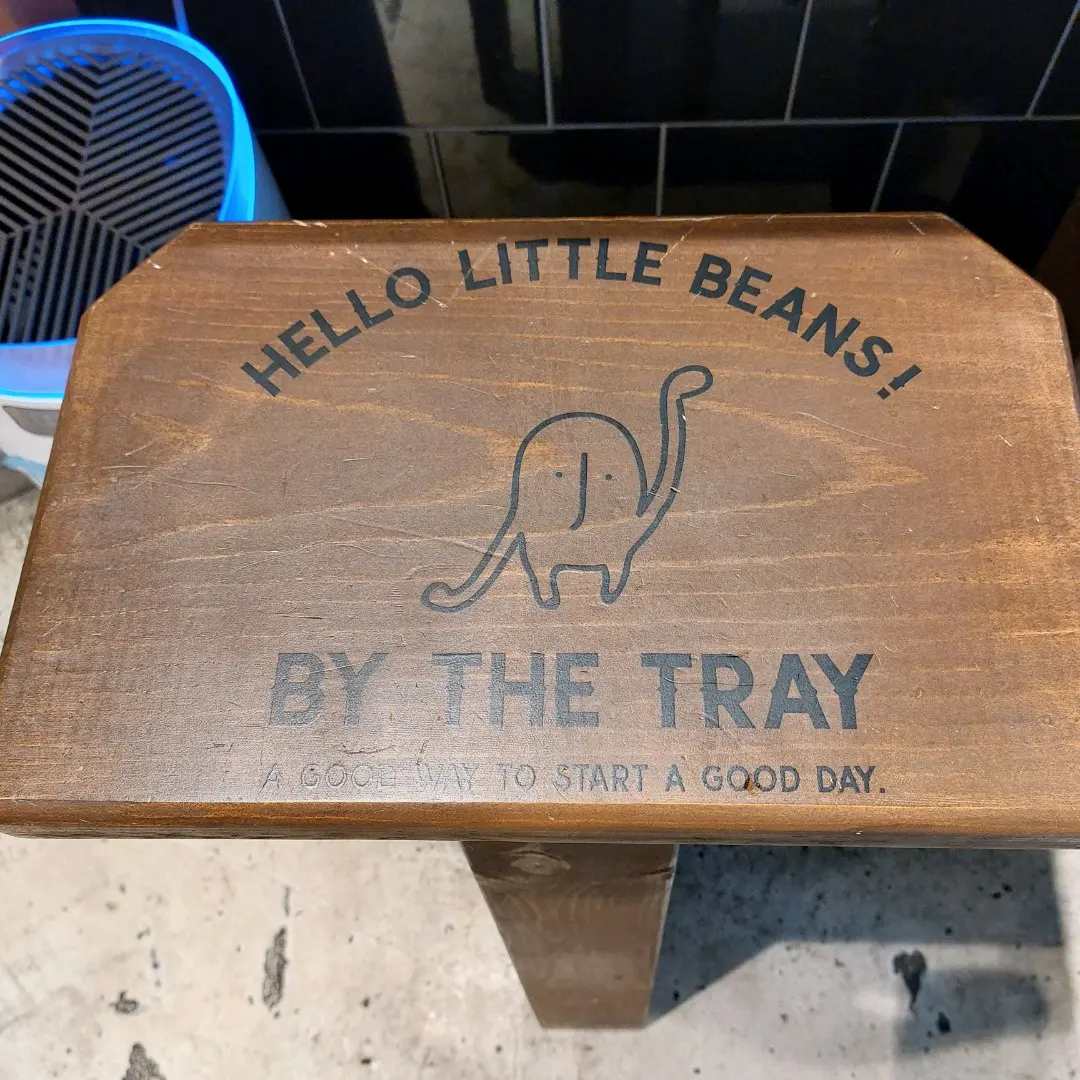 HELLO LITTLE BEANS!
BY THE TRAY
A GOOD WAY TO START A GOOD DAY.